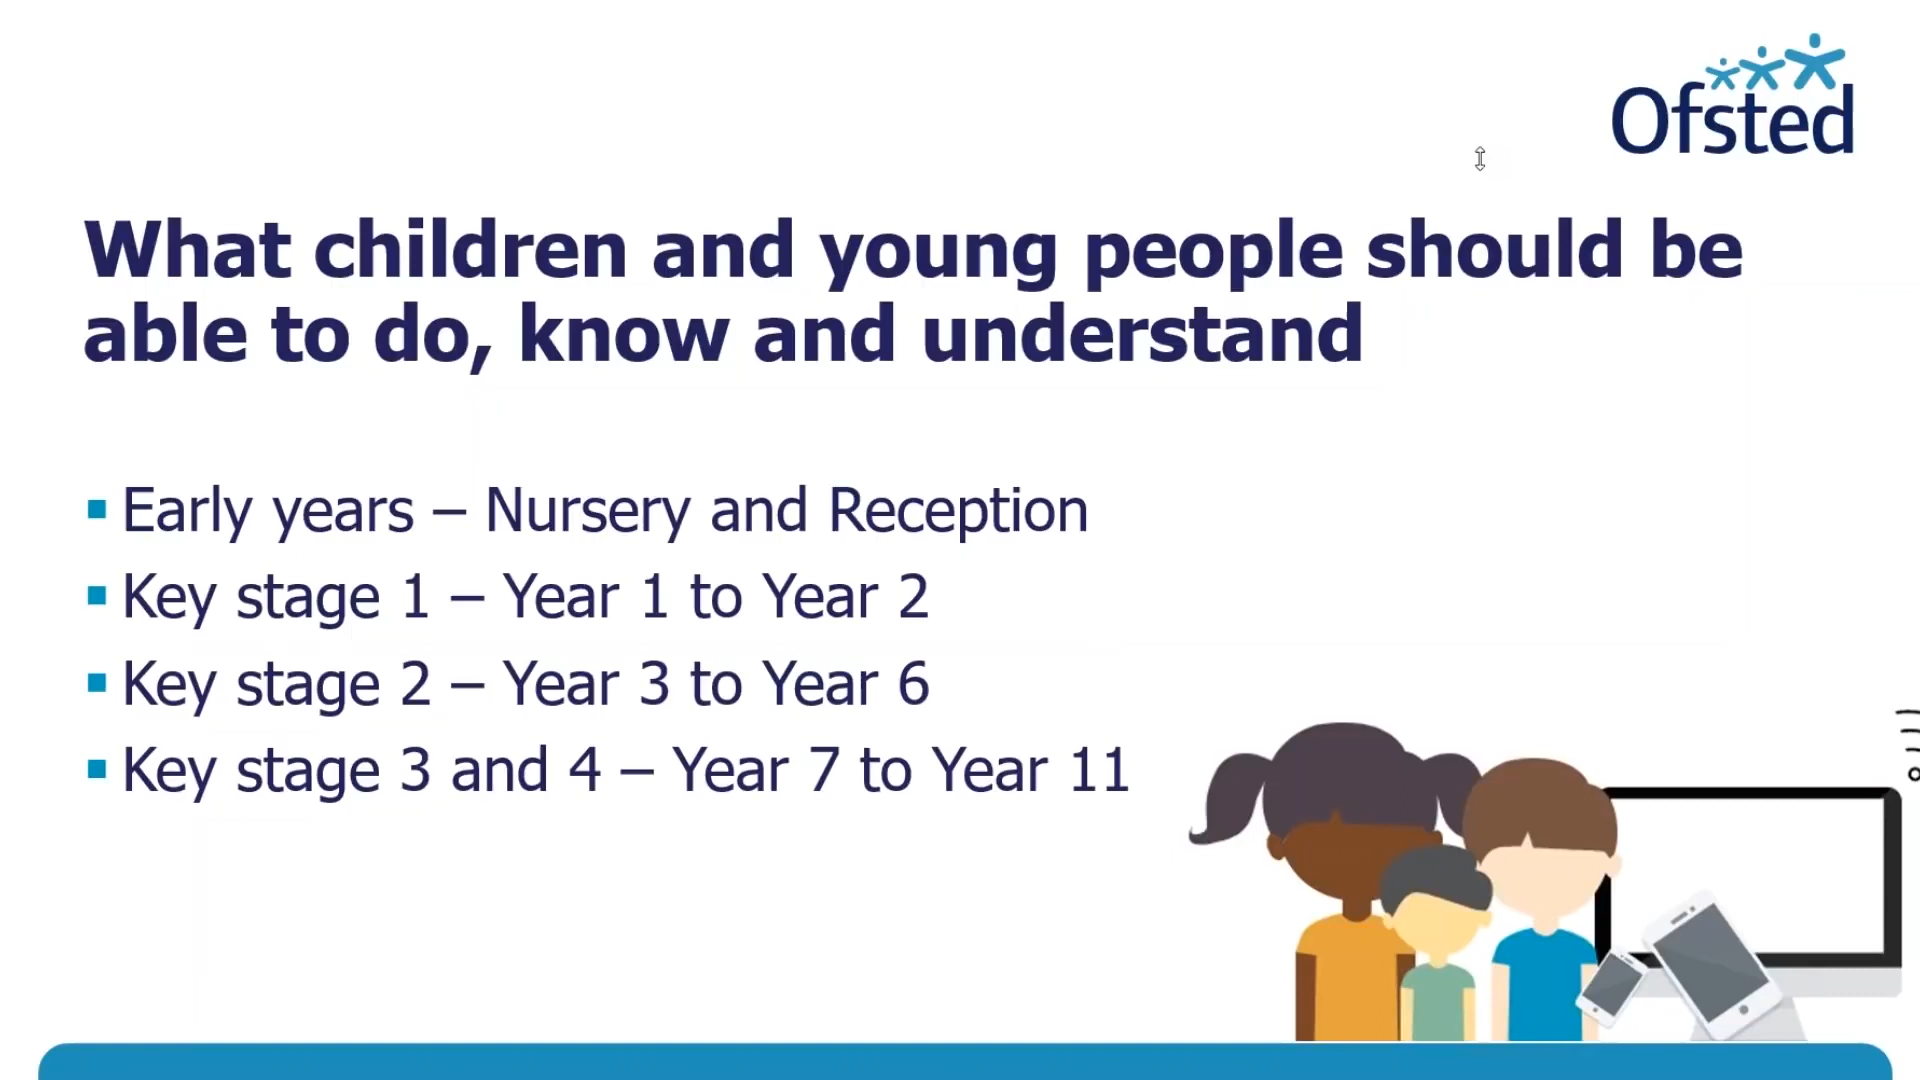 Ofsted
What children and young people should be
able to do, know and understand
Early years – Nursery and Reception
Key stage 1 – Year 1 to Year 2
Key stage 2 – Year 3 to Year 6
Key stage 3 and 4 – Year 7 to Year 11